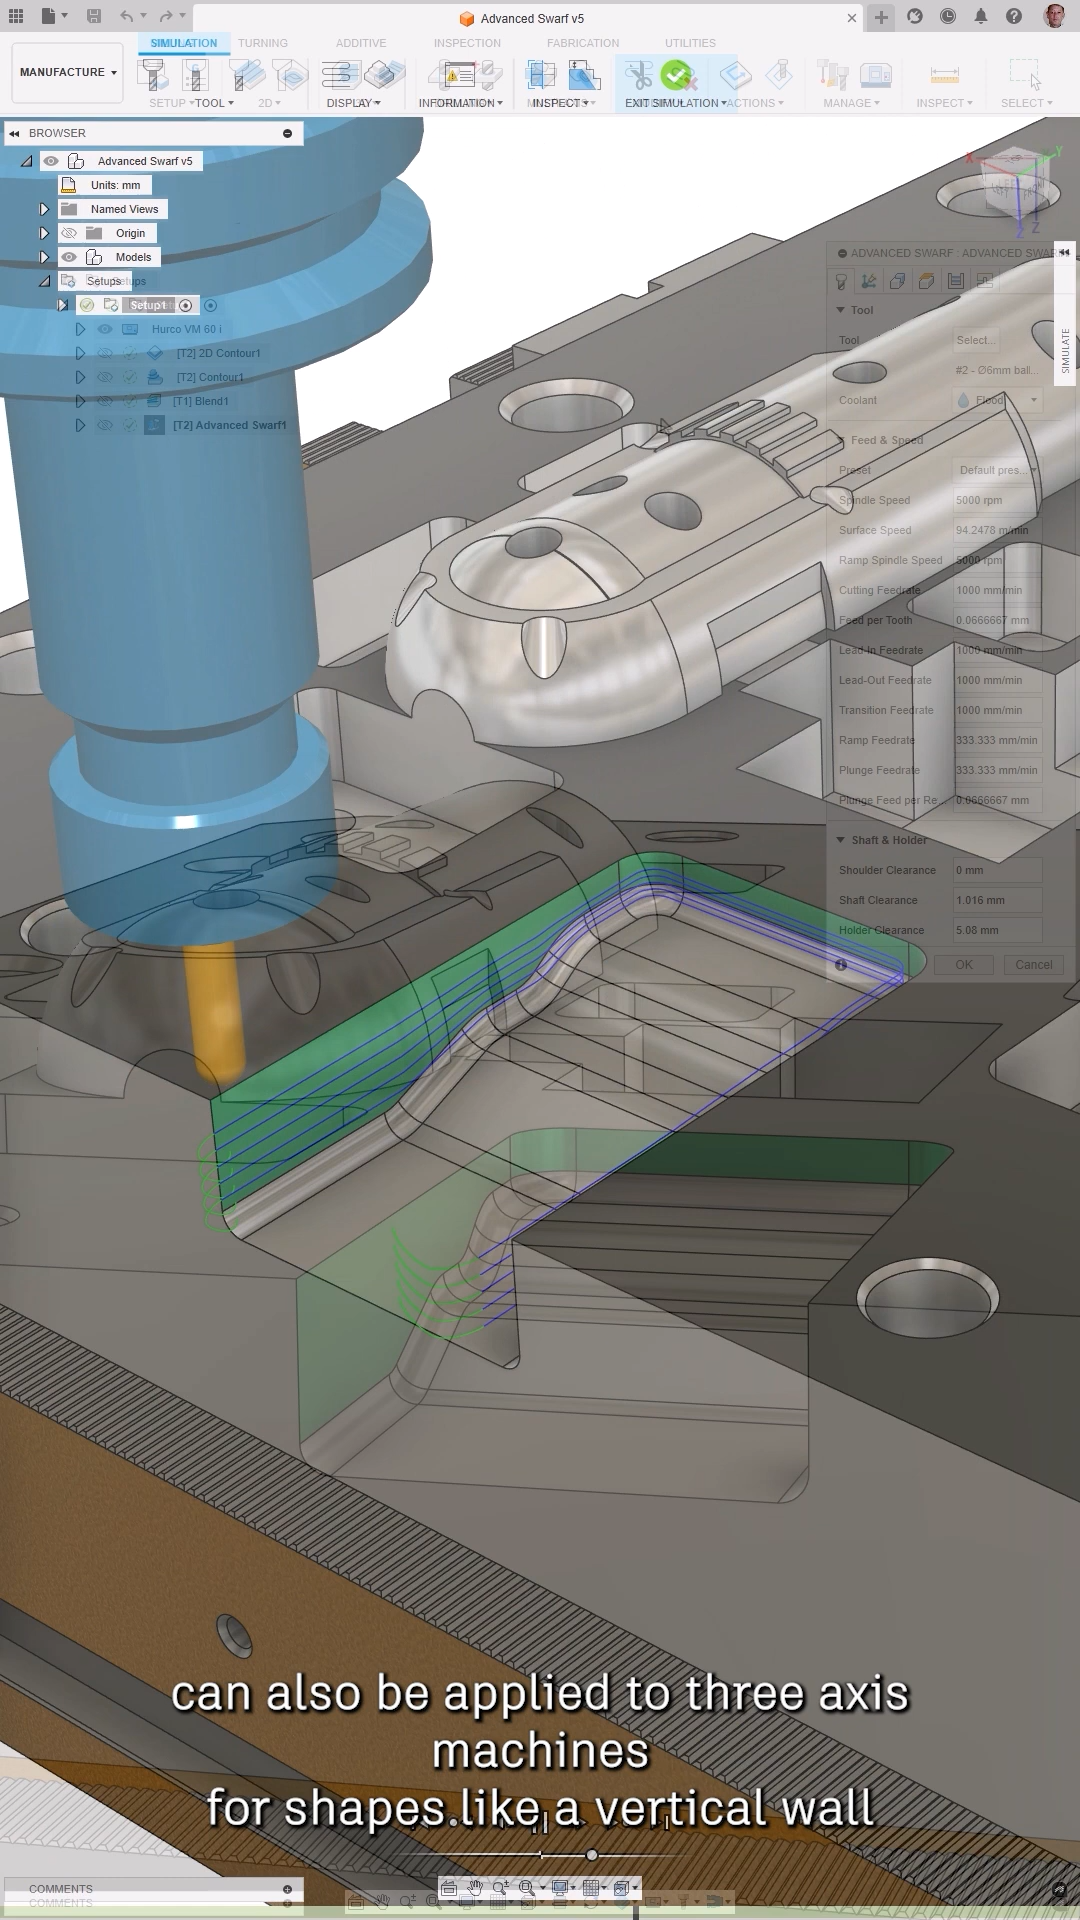 Advanced Swarf v5
MANUFACTURE
SIMULATION
TURNING
ADDITIVE
INSPECTION
FABRICATION
UTILITIES
SETUP
TOOL
2D
DISPLAY
INFORMATION
INSPECT
EXIT SIMULATION
ACTIONS
MANAGE
INSPECT
SELECT
BROWSER
Advanced Swarf v5
Units: mm
Named Views
Origin
Models
Setups
Setup1
Hurco VM 60 i
[T2] 2D Contour1
[T2] Contour1
[T1] Blend1
[T2] Advanced Swarf1
X
Y
Z
Z
LEFT
FRONT
ADVANCED SWARF : ADVANCED SWARF
SIMULATE
Tool
Tool
Select...
#2 - Ø6mm ball...
Coolant
Flood
Feed & Speed
Preset
Default pres...
Spindle Speed
5000 rpm
Surface Speed
94.2478 m/min
Ramp Spindle Speed
5000 rpm
Cutting Feedrate
1000 mm/min
Feed per Tooth
0.0666667 mm
Lead-In Feedrate
1000 mm/min
Lead-Out Feedrate
1000 mm/min
Transition Feedrate
1000 mm/min
Ramp Feedrate
333.333 mm/min
Plunge Feedrate
333.333 mm/min
Plunge Feed per Re...
0.0666667 mm
Shaft & Holder
Shoulder Clearance
0 mm
Shaft Clearance
1.016 mm
Holder Clearance
5.08 mm
OK
Cancel
can also be applied to three axis
machines
for shapes like a vertical wall
COMMENTS
COMMENTS